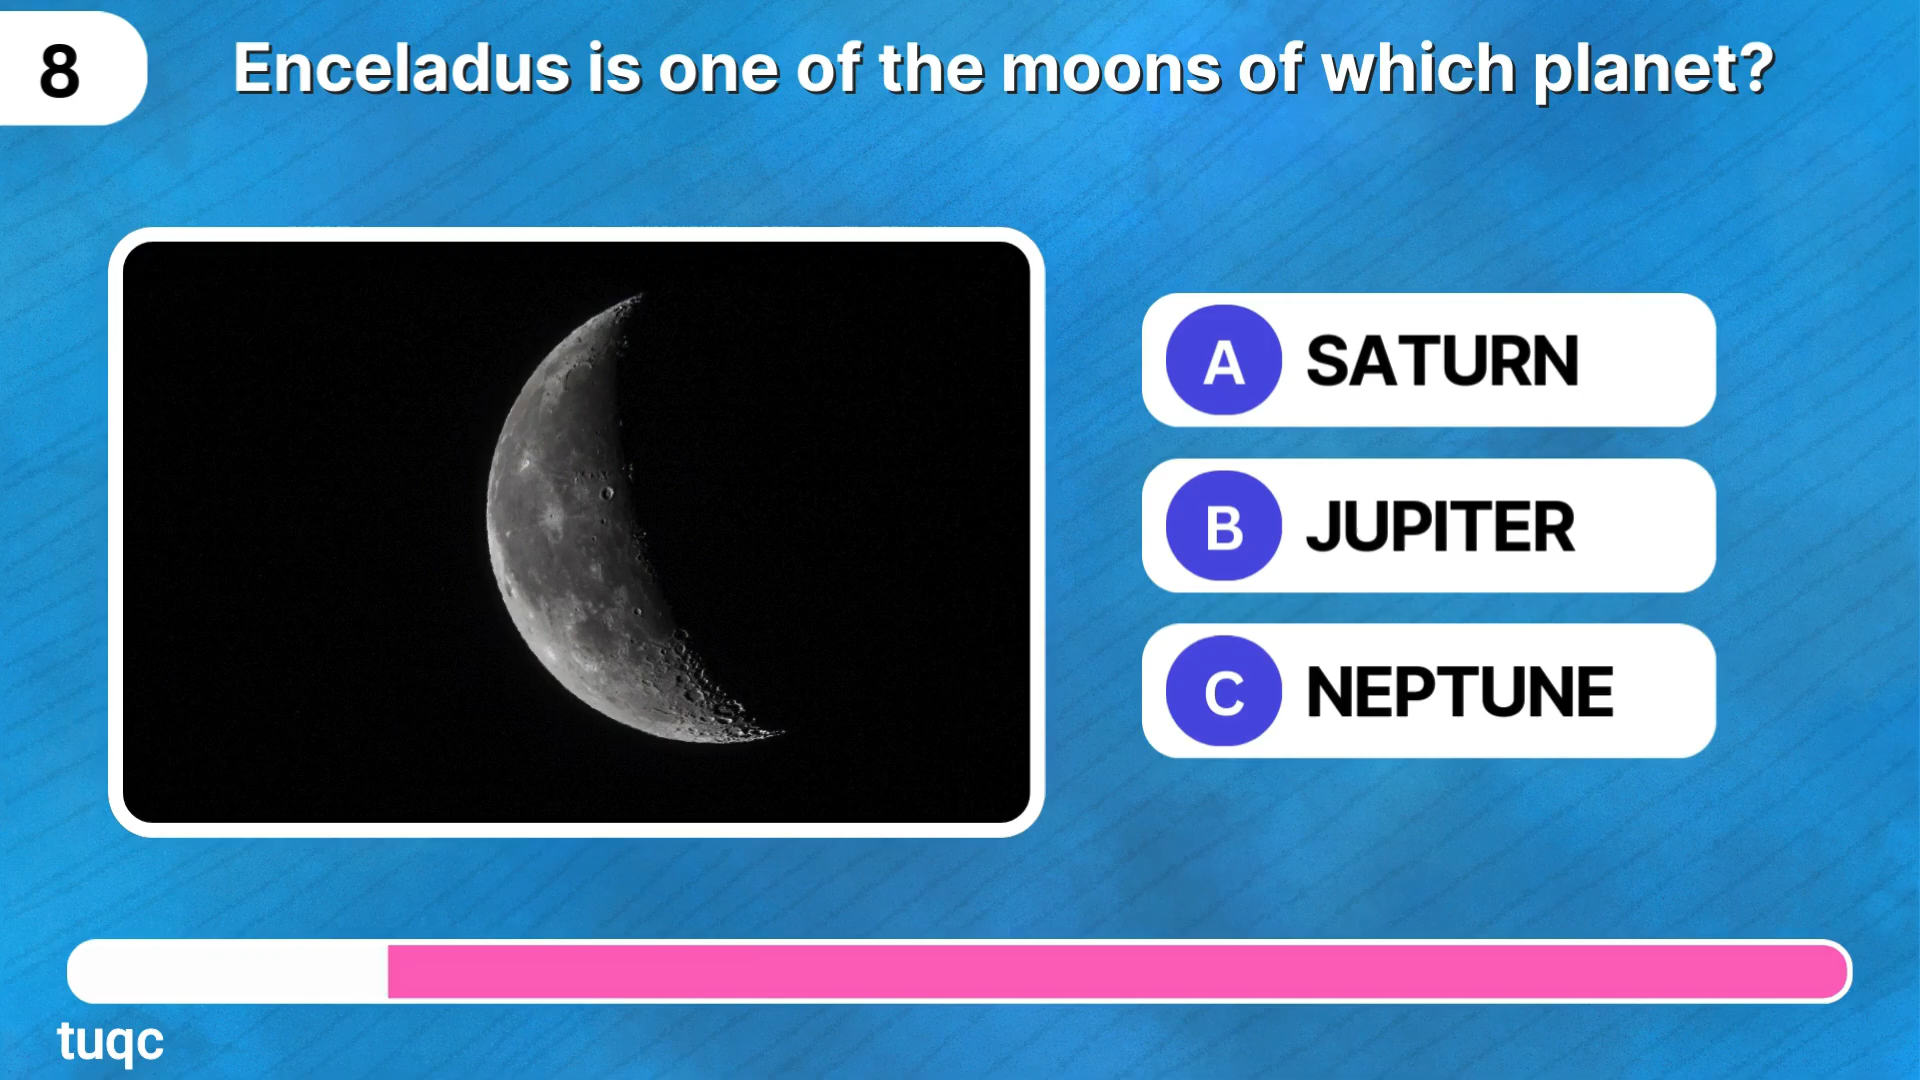 8
Enceladus is one of the moons of which planet?
A SATURN
B JUPITER
C NEPTUNE
tuqc